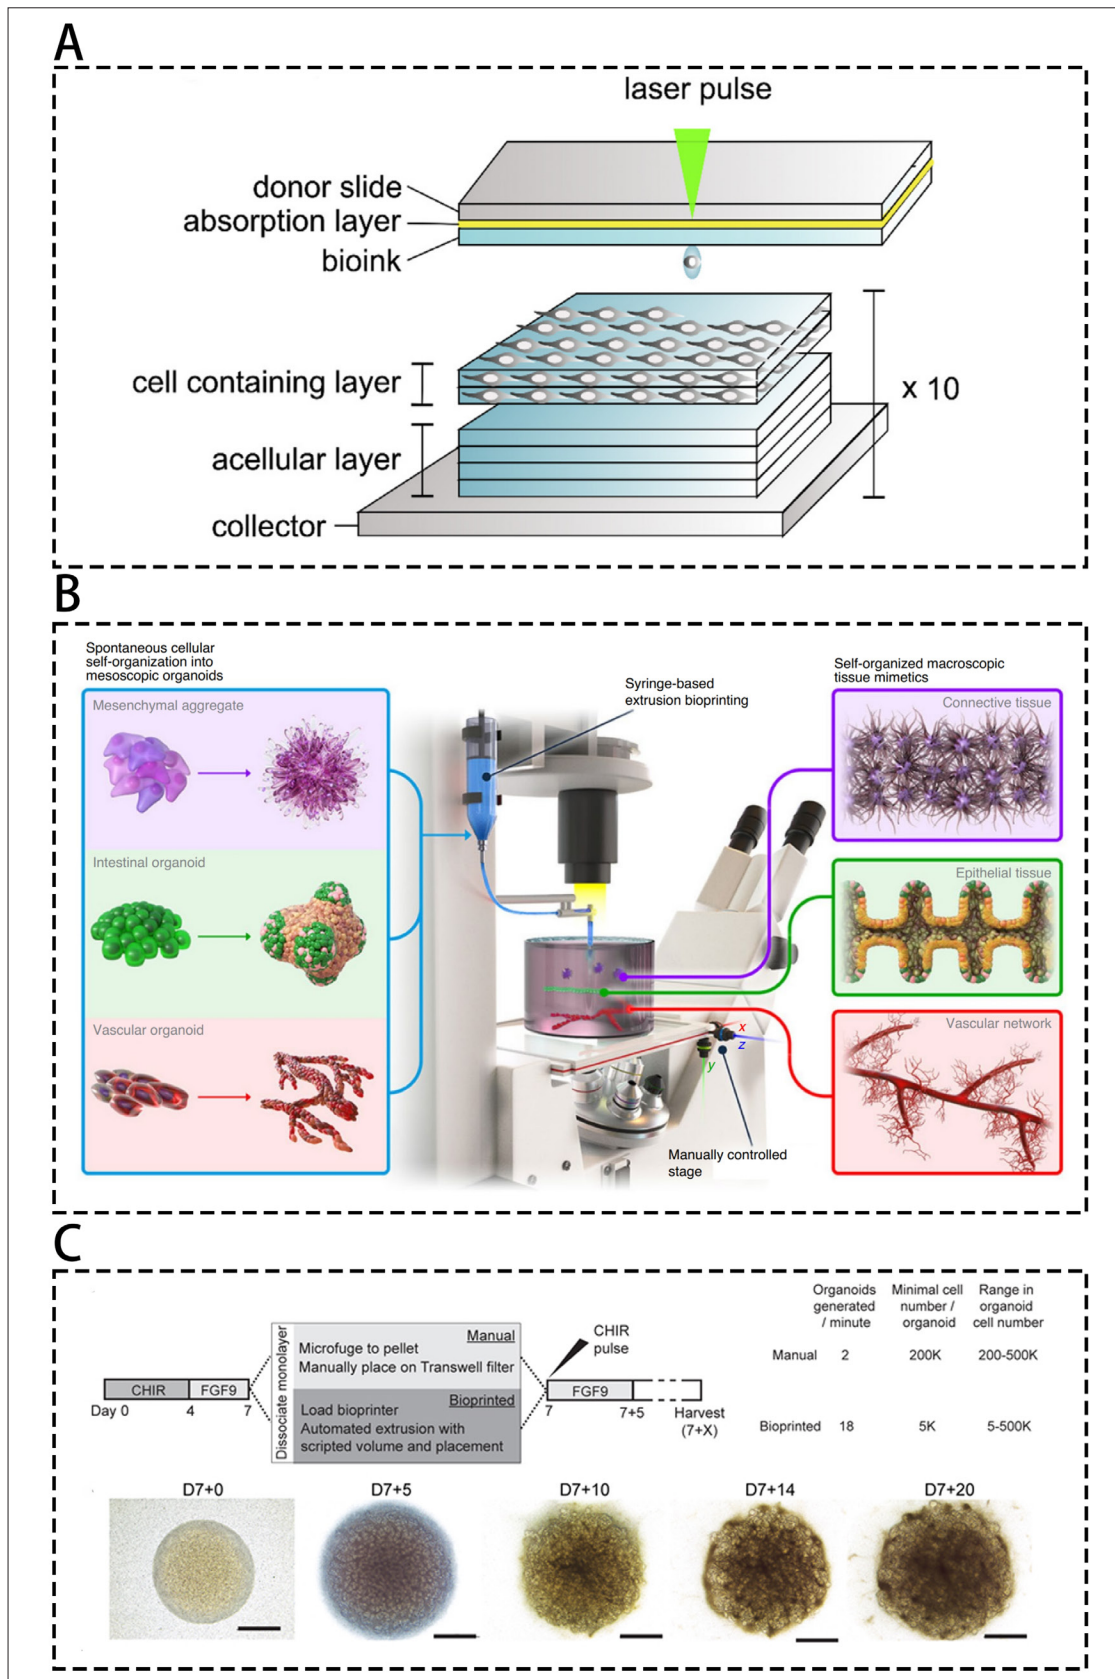 A
laser pulse
donor slide
absorption layer
bioink
cell containing layer
x 10
acellular layer
collector
B
Spontaneous cellular
self-organization into
mesoscopic organoids
Mesenchymal aggregate
Intestinal organoid
Vascular organoid
Syringe-based
extrusion bioprinting
x
z
y
Manually controlled
stage
Self-organized macroscopic
tissue mimetics
Connective tissue
Epithelial tissue
Vascular network
C
CHIR
FGF9
Day 0
4
7
Dissociate monolayer
Manual
Microfuge to pellet
Manually place on Transwell filter
Bioprinted
Load bioprinter
Automated extrusion with
scripted volume and placement
CHIR
pulse
FGF9
7
7+5
Harvest
(7+X)
Organoids generated / minute
Minimal cell number / organoid
Range in organoid cell number
Manual 2 200K 200-500K
Bioprinted 18 5K 5-500K
D7+0
D7+5
D7+10
D7+14
D7+20